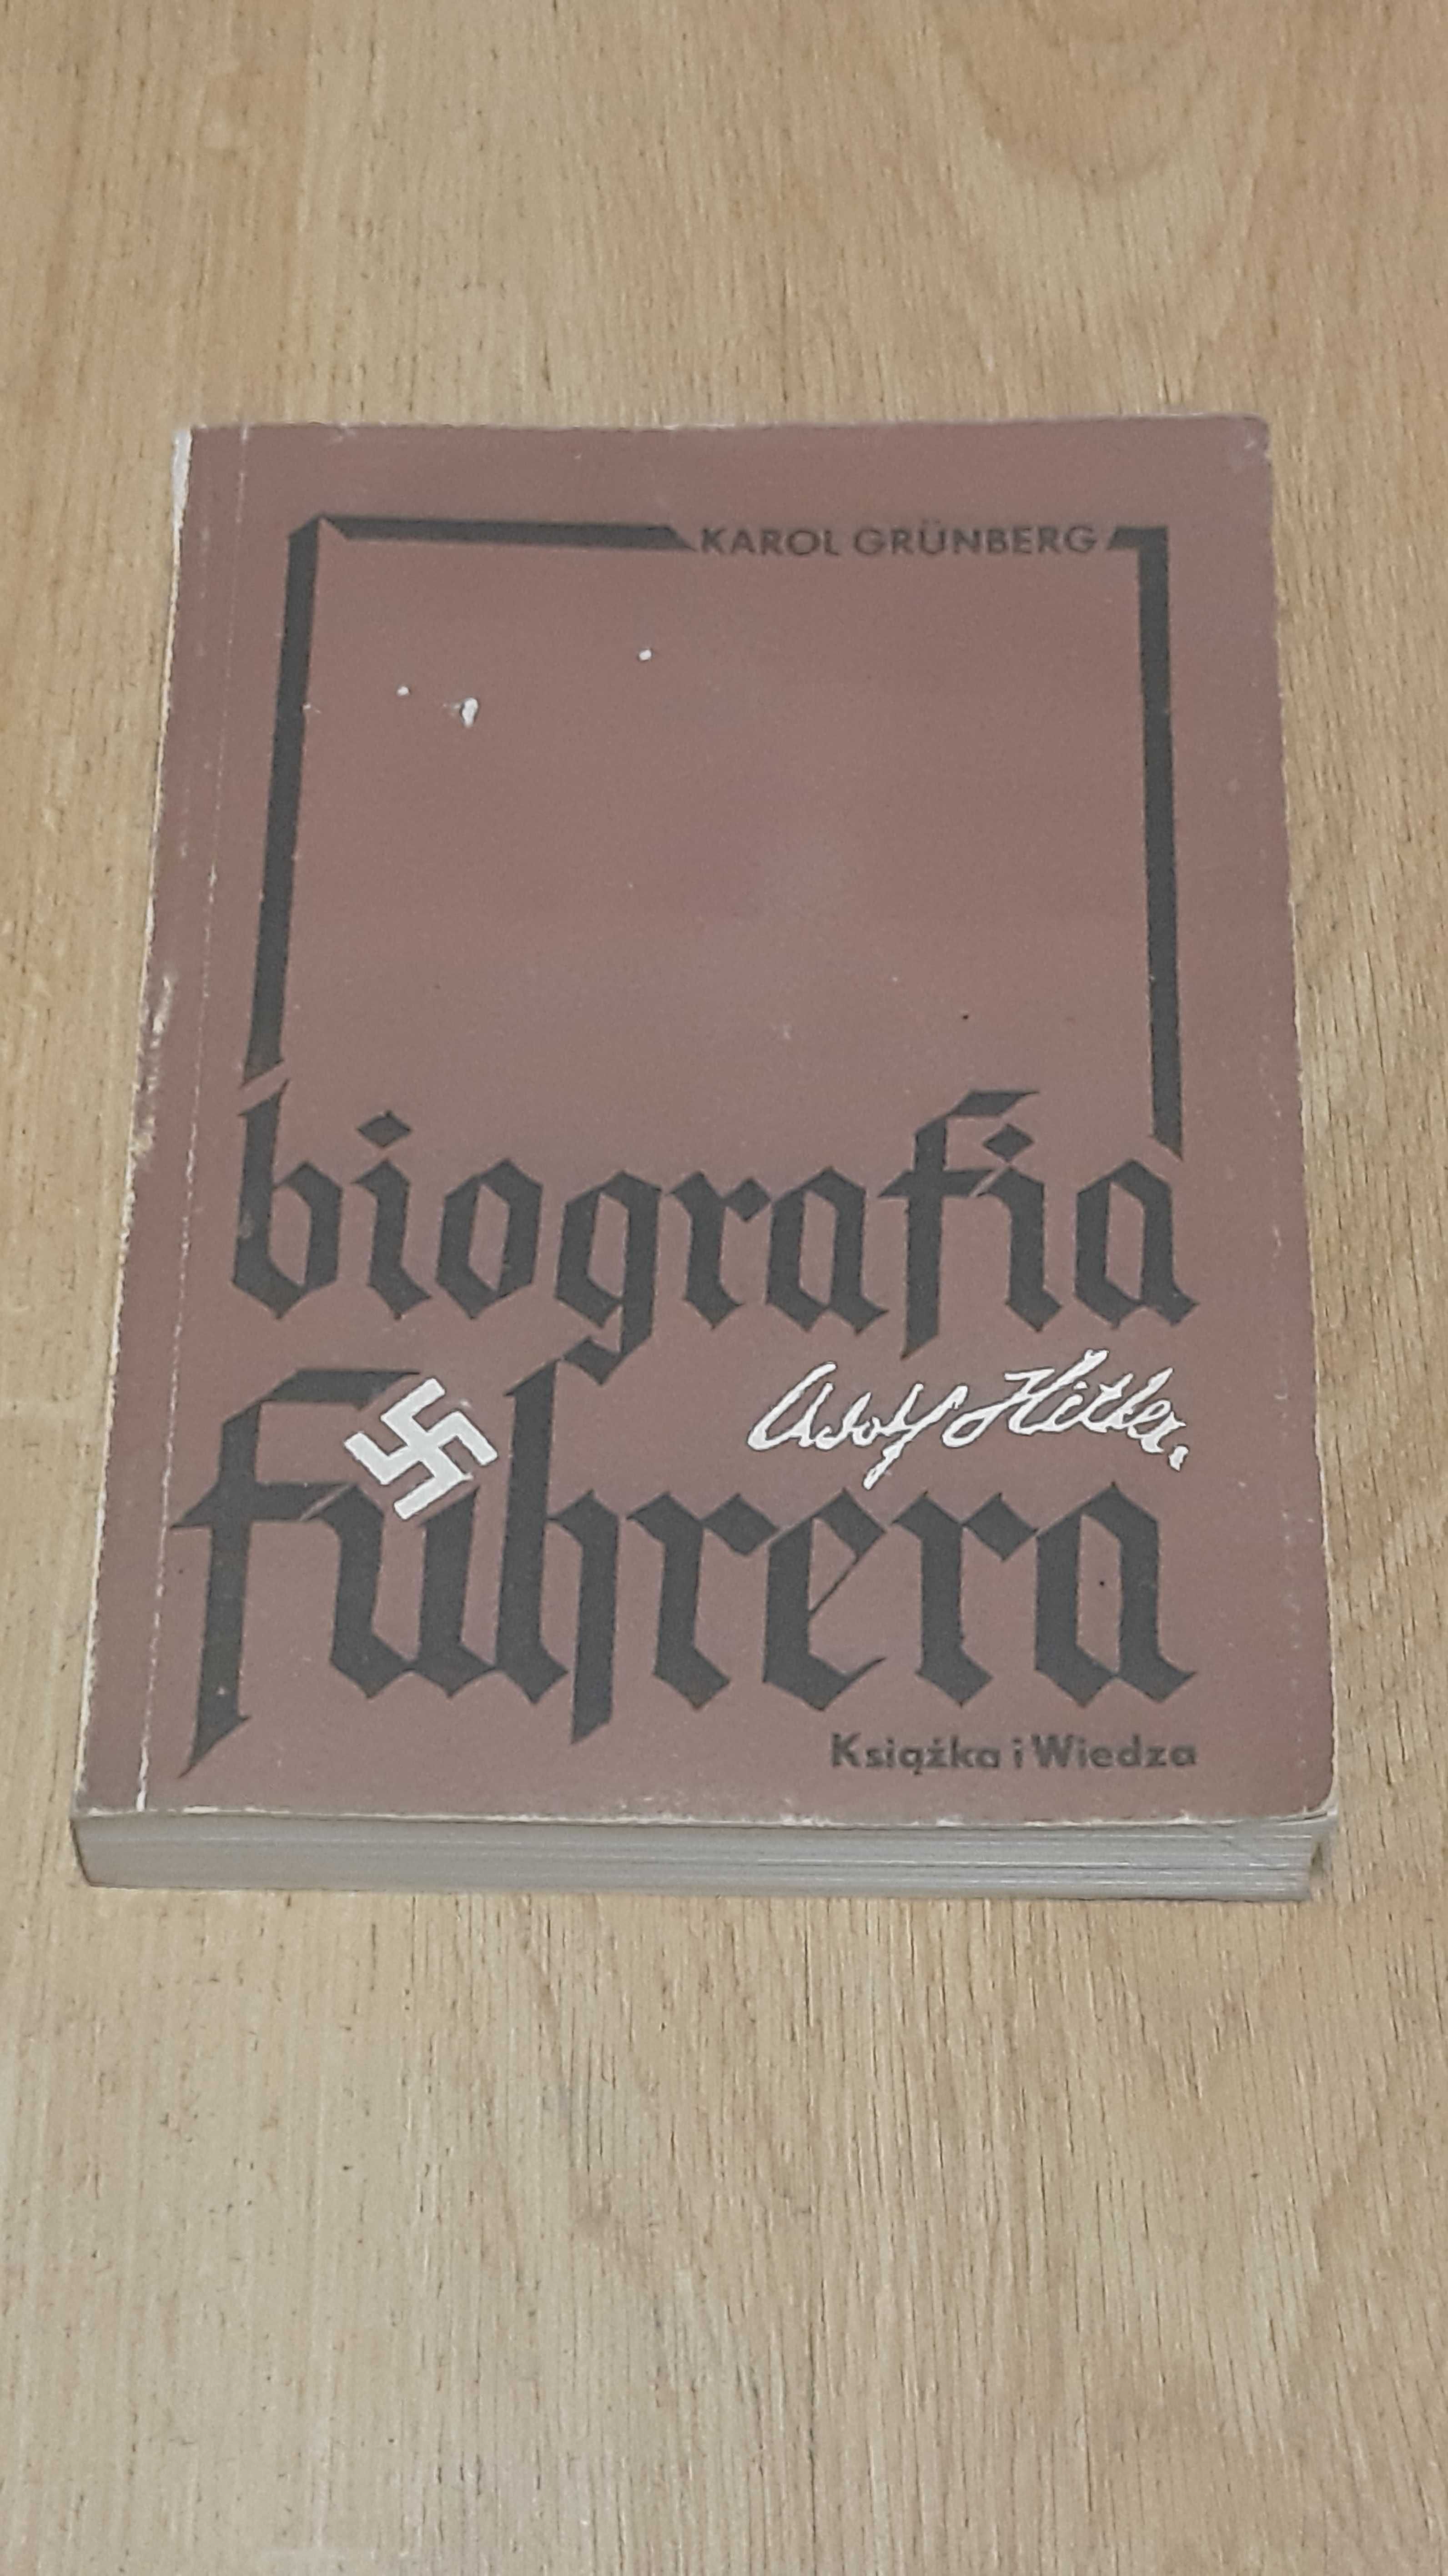 KAROL GRÜNBERG
biografia
Adolf Hitler.
führera
Książka i Wiedza